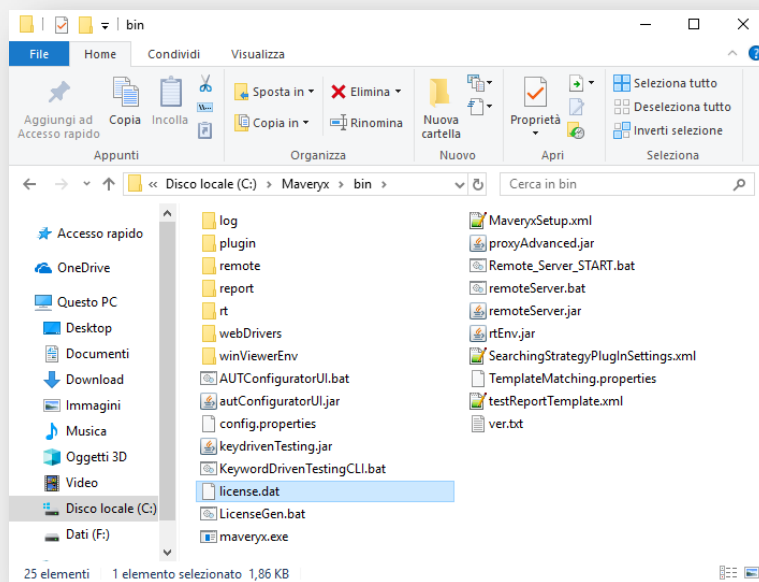 bin
File Home Condividi Visualizza
Aggiungi ad Accesso rapido
Copia
Incolla
Appunti
Sposta in
Copia in
Elimina
Rinomina
Organizza
Nuova cartella
Nuovo
Proprietà
Apri
Seleziona tutto
Deseleziona tutto
Inverti selezione
Seleziona
« Disco locale (C:) > Maveryx > bin >
Cerca in bin
Accesso rapido
OneDrive
Questo PC
Desktop
Documenti
Download
Immagini
Musica
Oggetti 3D
Video
Disco locale (C:)
Dati (F:)
log
plugin
remote
report
rt
webDrivers
winViewerEnv
AUTConfiguratorUI.bat
autConfiguratorUI.jar
config.properties
keydrivenTesting.jar
KeywordDrivenTestingCLI.bat
license.dat
LicenseGen.bat
maveryx.exe
MaveryxSetup.xml
proxyAdvanced.jar
Remote_Server_START.bat
remoteServer.bat
remoteServer.jar
rtEnv.jar
SearchingStrategyPlugInSettings.xml
TemplateMatching.properties
testReportTemplate.xml
ver.txt
25 elementi 1 elemento selezionato 1,86 KB